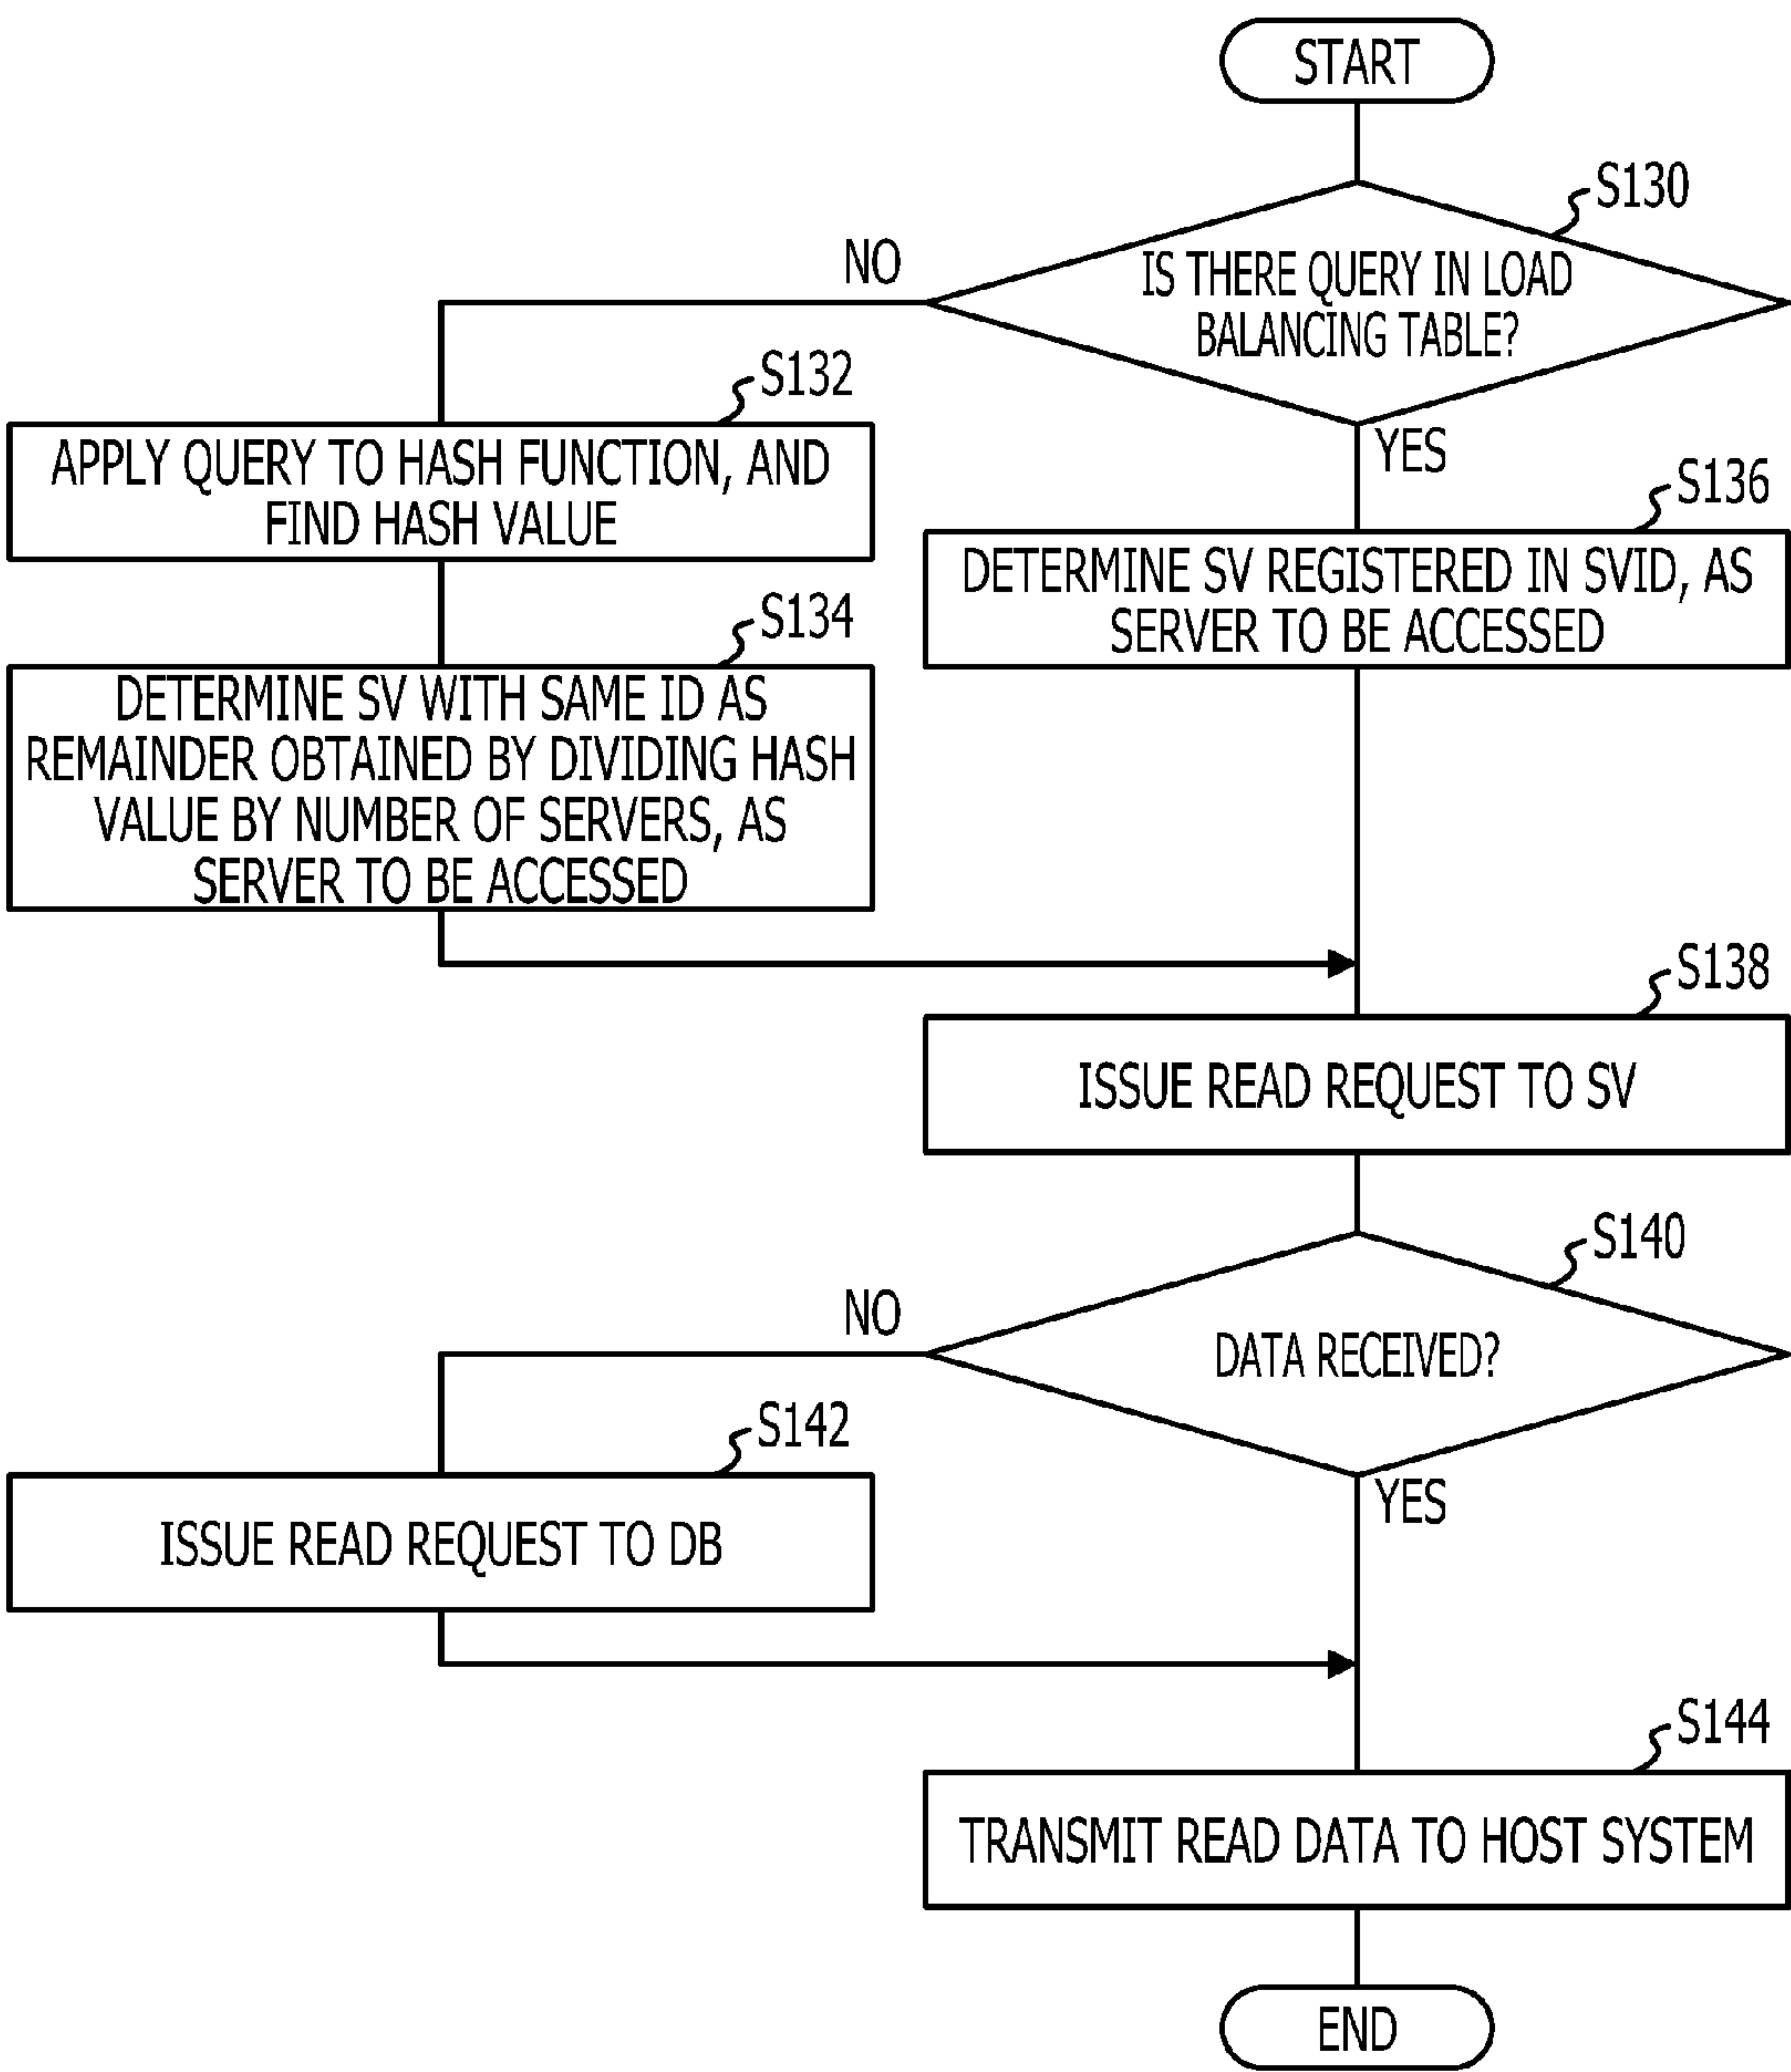 START
S130
IS THERE QUERY IN LOAD
BALANCING TABLE?
NO
YES
S132
APPLY QUERY TO HASH FUNCTION, AND
FIND HASH VALUE
S134
DETERMINE SV WITH SAME ID AS
REMAINDER OBTAINED BY DIVIDING HASH
VALUE BY NUMBER OF SERVERS, AS
SERVER TO BE ACCESSED
S136
DETERMINE SV REGISTERED IN SVID, AS
SERVER TO BE ACCESSED
S138
ISSUE READ REQUEST TO SV
S140
DATA RECEIVED?
NO
YES
S142
ISSUE READ REQUEST TO DB
S144
TRANSMIT READ DATA TO HOST SYSTEM
END